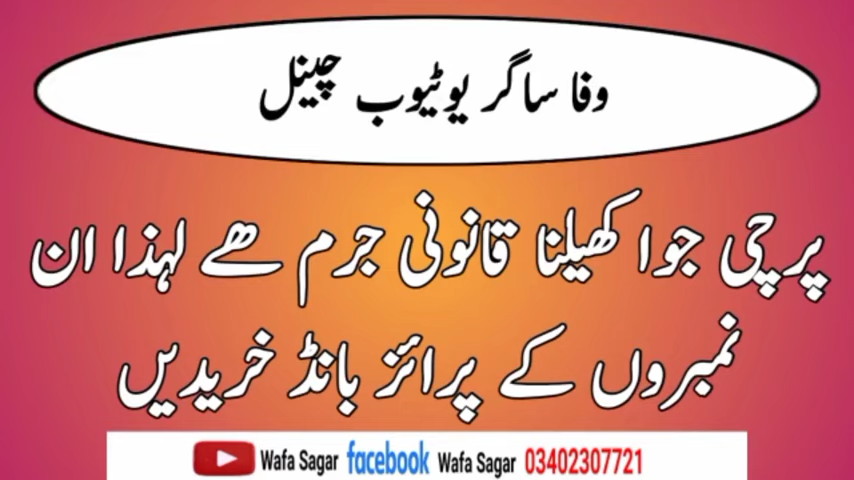 وفا ساگر یوٹیوب چینل
پرچی جوا کھیلنا قانونی جرم ھے لہذا ان
نمبروں کے پرائز بانڈ خریدیں
Wafa Sagar facebook Wafa Sagar 03402307721